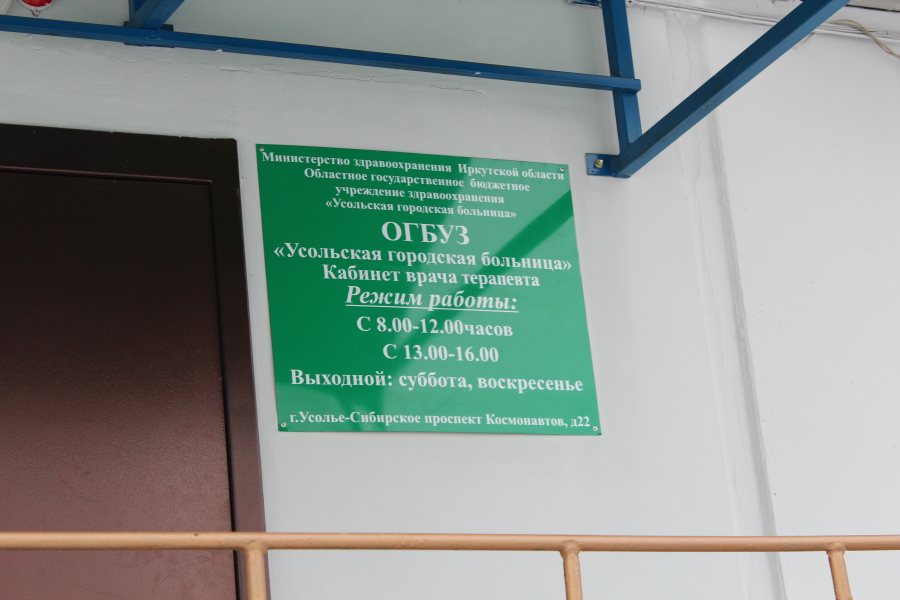 Министерство здравоохранения Иркутской области
Областное государственное бюджетное
учреждение здравоохранения
«Усольская городская больница»
ОГБУЗ
«Усольская городская больница»
Кабинет врача терапевта
Режим работы:
С 8.00-12.00часов
С 13.00-16.00
Выходной: суббота, воскресенье
г.Усолье-Сибирское проспект Космонавтов, д22